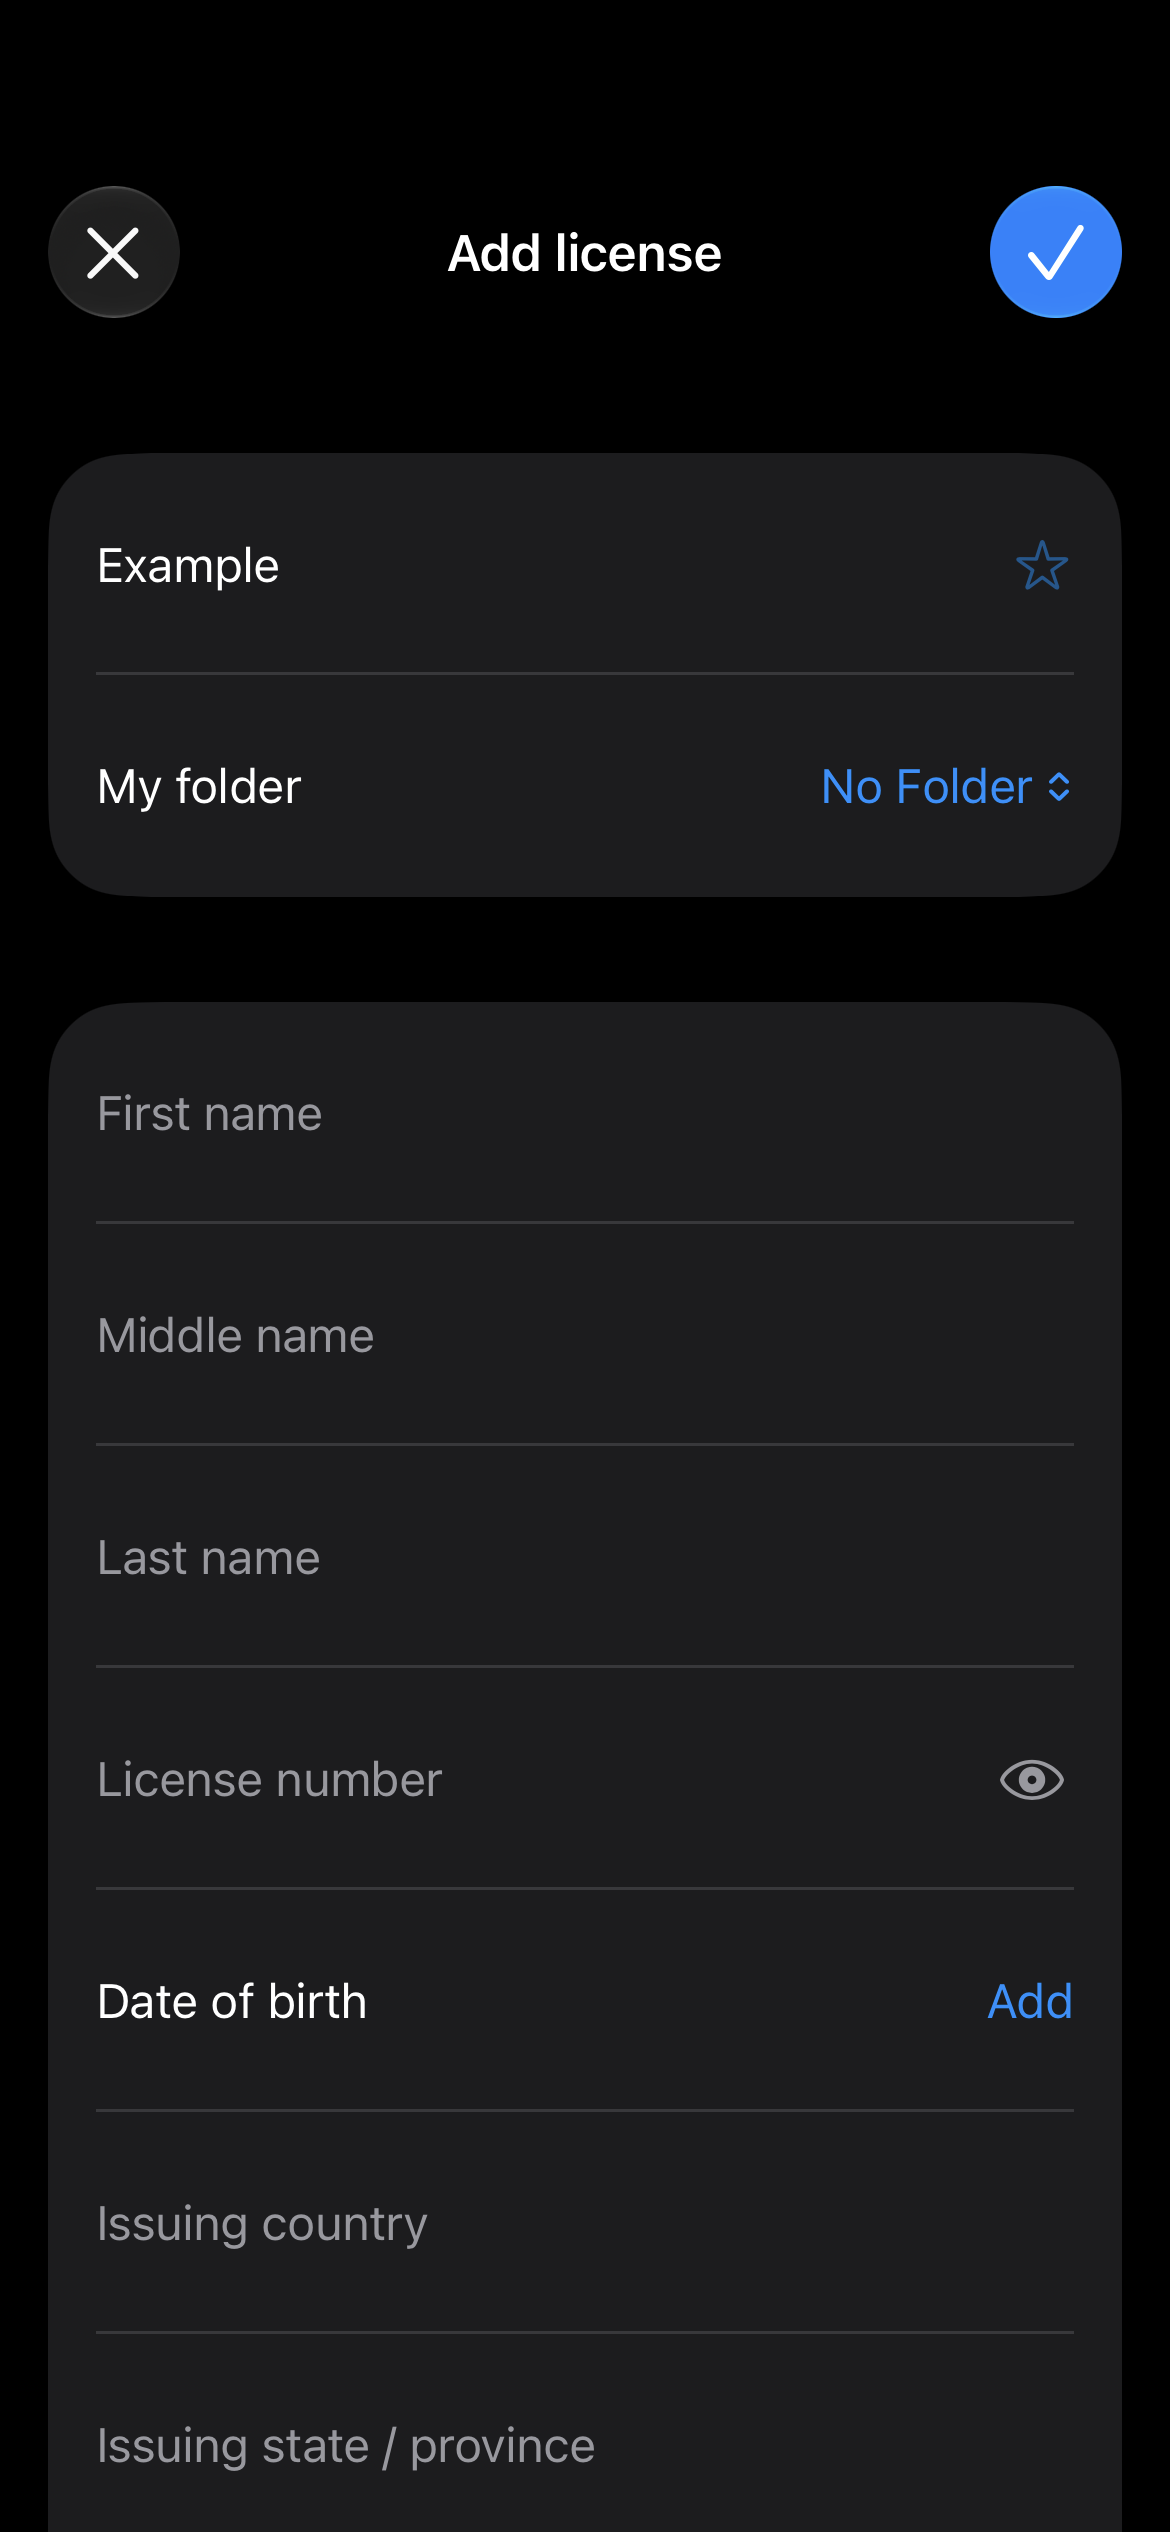 Add license
Example
My folder
No Folder
First name
Middle name
Last name
License number
Date of birth
Add
Issuing country
Issuing state / province